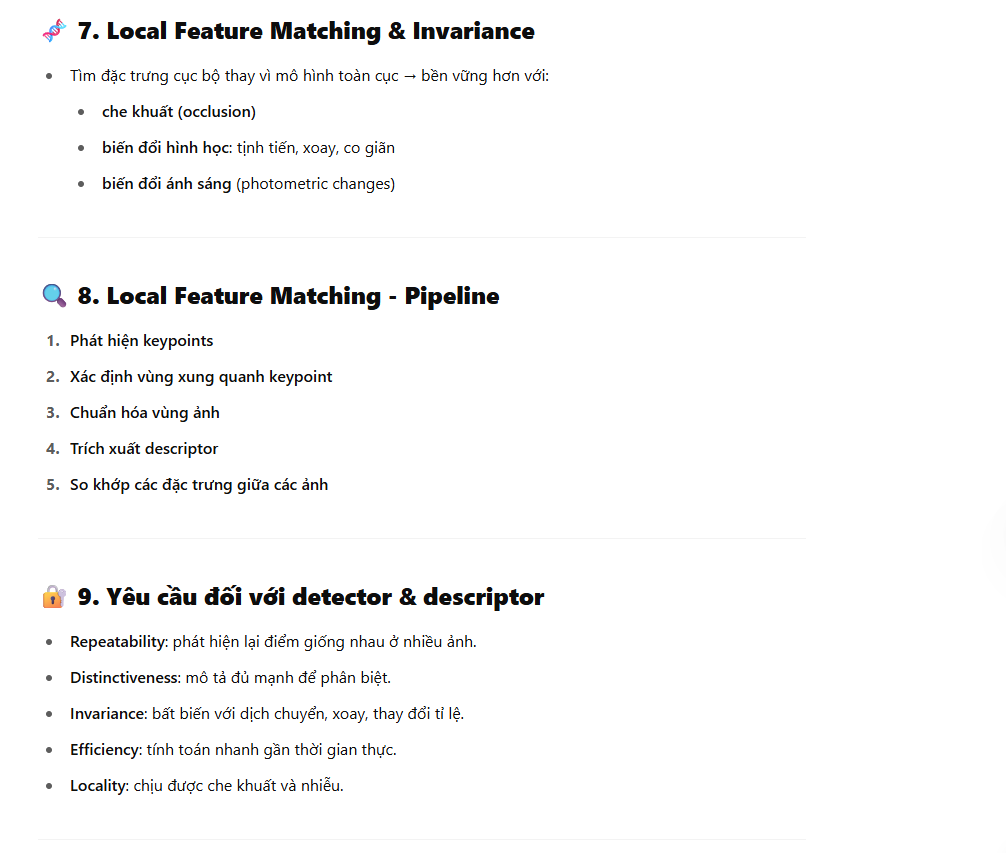 7. Local Feature Matching & Invariance
Tìm đặc trưng cục bộ thay vì mô hình toàn cục → bền vững hơn với:
che khuất (occlusion)
biến đổi hình học: tịnh tiến, xoay, co giãn
biến đổi ánh sáng (photometric changes)
8. Local Feature Matching - Pipeline
1. Phát hiện keypoints
2. Xác định vùng xung quanh keypoint
3. Chuẩn hóa vùng ảnh
4. Trích xuất descriptor
5. So khớp các đặc trưng giữa các ảnh
9. Yêu cầu đối với detector & descriptor
Repeatability: phát hiện lại điểm giống nhau ở nhiều ảnh.
Distinctiveness: mô tả đủ mạnh để phân biệt.
Invariance: bất biến với dịch chuyển, xoay, thay đổi tỉ lệ.
Efficiency: tính toán nhanh gần thời gian thực.
Locality: chịu được che khuất và nhiễu.